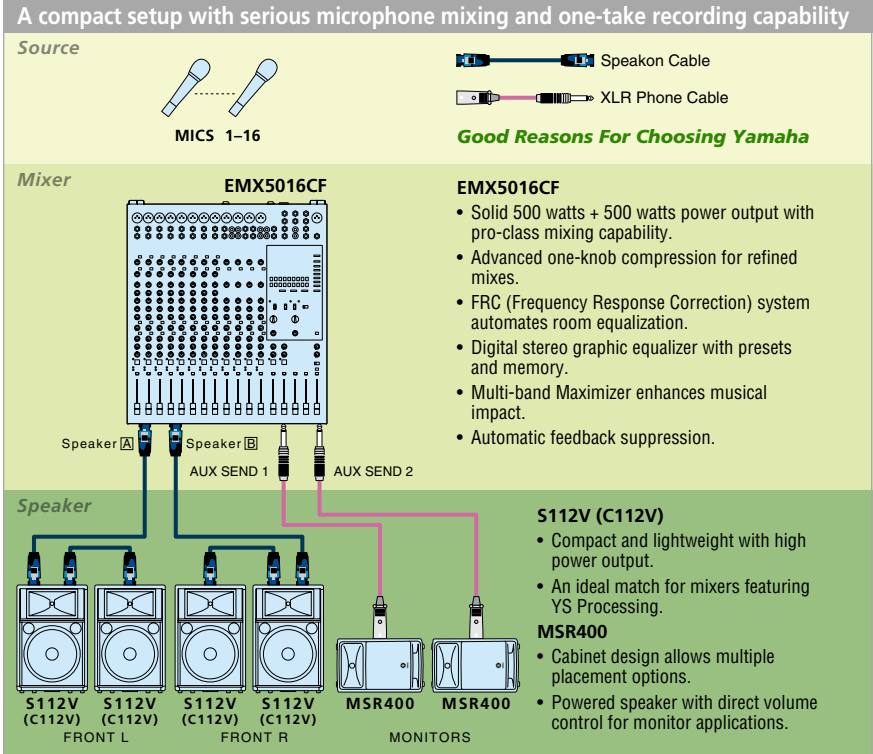 A compact setup with serious microphone mixing and one-take recording capability
Source
MICS 1–16
Speakon Cable
XLR Phone Cable
Good Reasons For Choosing Yamaha
Mixer
EMX5016CF
Speaker A
Speaker B
AUX SEND 1
AUX SEND 2
EMX5016CF
• Solid 500 watts + 500 watts power output with
pro-class mixing capability.
• Advanced one-knob compression for refined
mixes.
• FRC (Frequency Response Correction) system
automates room equalization.
• Digital stereo graphic equalizer with presets
and memory.
• Multi-band Maximizer enhances musical
impact.
• Automatic feedback suppression.
Speaker
S112V
(C112V)
S112V
(C112V)
FRONT L
S112V
(C112V)
S112V
(C112V)
FRONT R
MSR400
MSR400
MONITORS
S112V (C112V)
• Compact and lightweight with high
power output.
• An ideal match for mixers featuring
YS Processing.
MSR400
• Cabinet design allows multiple
placement options.
• Powered speaker with direct volume
control for monitor applications.